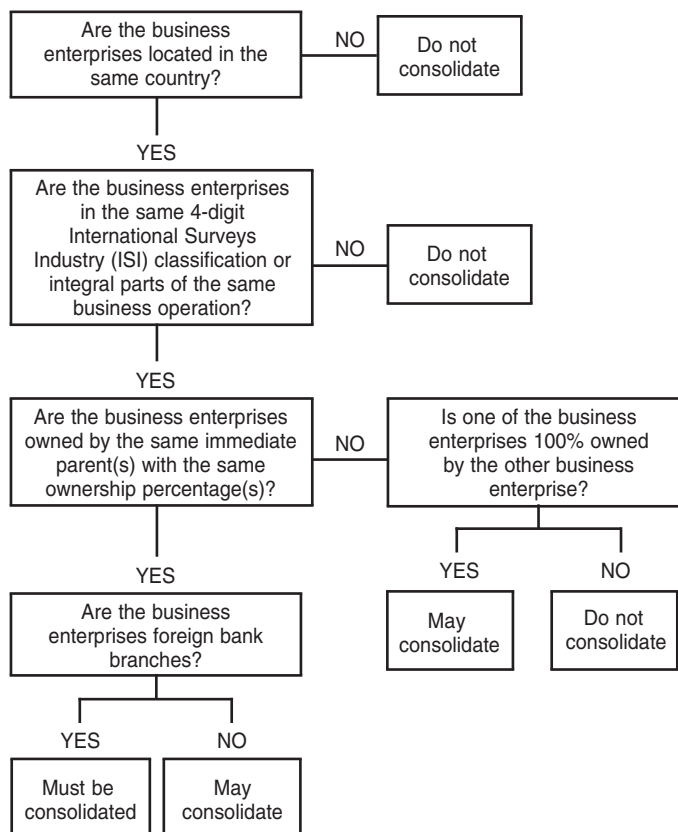 Are the business
enterprises located in the
same country?
NO
Do not
consolidate
YES
Are the business enterprises
in the same 4-digit
International Surveys
Industry (ISI) classification or
integral parts of the same
business operation?
NO
Do not
consolidate
YES
Are the business enterprises
owned by the same immediate
parent(s) with the same
ownership percentage(s)?
NO
Is one of the business
enterprises 100% owned
by the other business
enterprise?
YES
NO
May
consolidate
Do not
consolidate
YES
Are the business
enterprises foreign bank
branches?
YES
NO
Must be
consolidated
May
consolidate